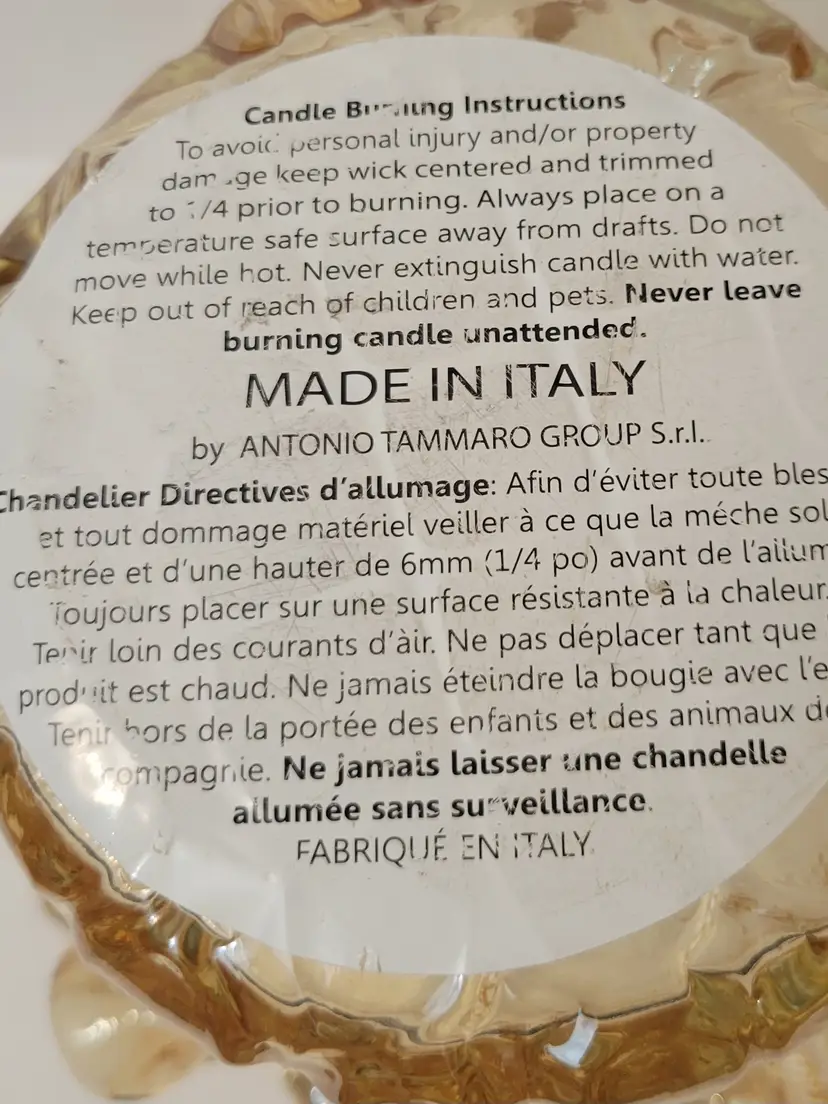 Candle Burning Instructions
To avoid personal injury and/or property
damage keep wick centered and trimmed
to 1/4 prior to burning. Always place on a
temperature safe surface away from drafts. Do not
move while hot. Never extinguish candle with water.
Keep out of reach of children and pets. Never leave
burning candle unattended.
MADE IN ITALY
by ANTONIO TAMMARO GROUP S.r.l.
Chandelier Directives d'allumage: Afin d'éviter toute bles
et tout dommage matériel veiller à ce que la méche soi
centrée et d'une hauter de 6mm (1/4 po) avant de l'allum
Toujours placer sur une surface résistante à la chaleur.
Tenir loin des courants d'àir. Ne pas déplacer tant que
produit est chaud. Ne jamais éteindre la bougie avec l'e
Tenir hors de la portée des enfants et des animaux de
compagnie. Ne jamais laisser une chandelle
allumée sans surveillance.
FABRIQUÉ EN ITALY